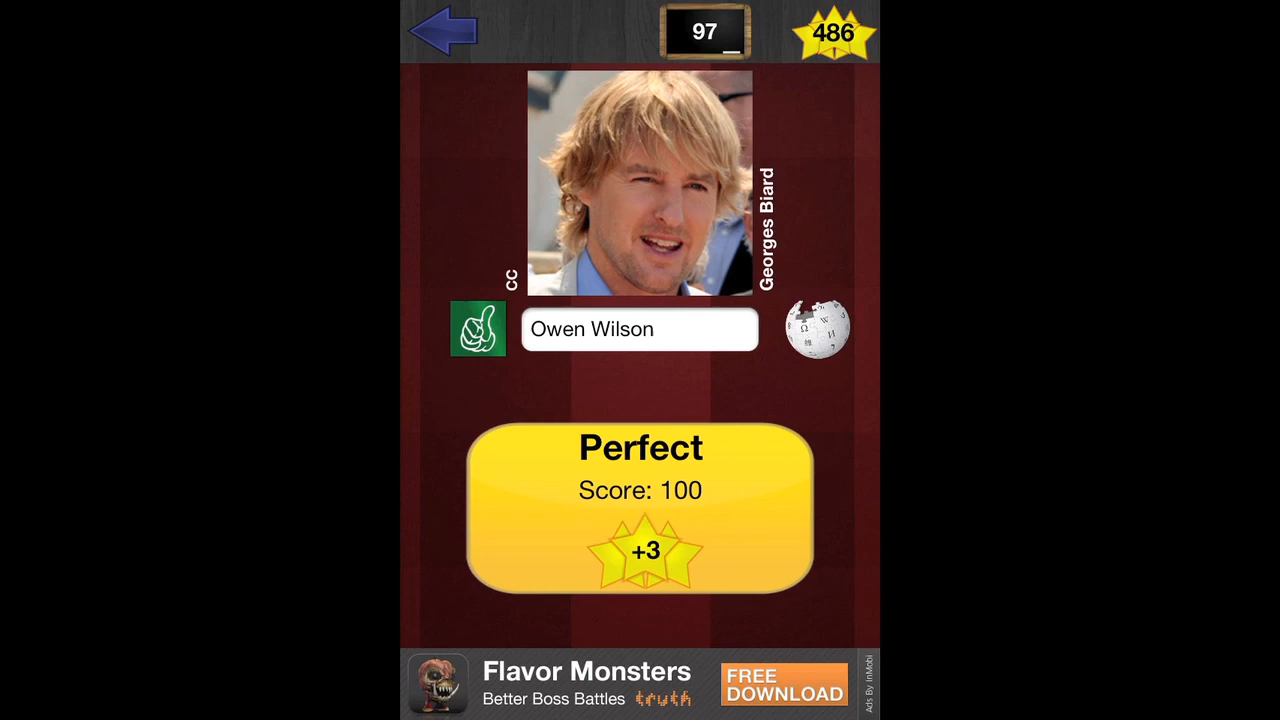 97
486
CC
Georges Biard
Owen Wilson
Perfect
Score: 100
+3
Flavor Monsters
Better Boss Battles truth
FREE
DOWNLOAD
Ads By InMobi